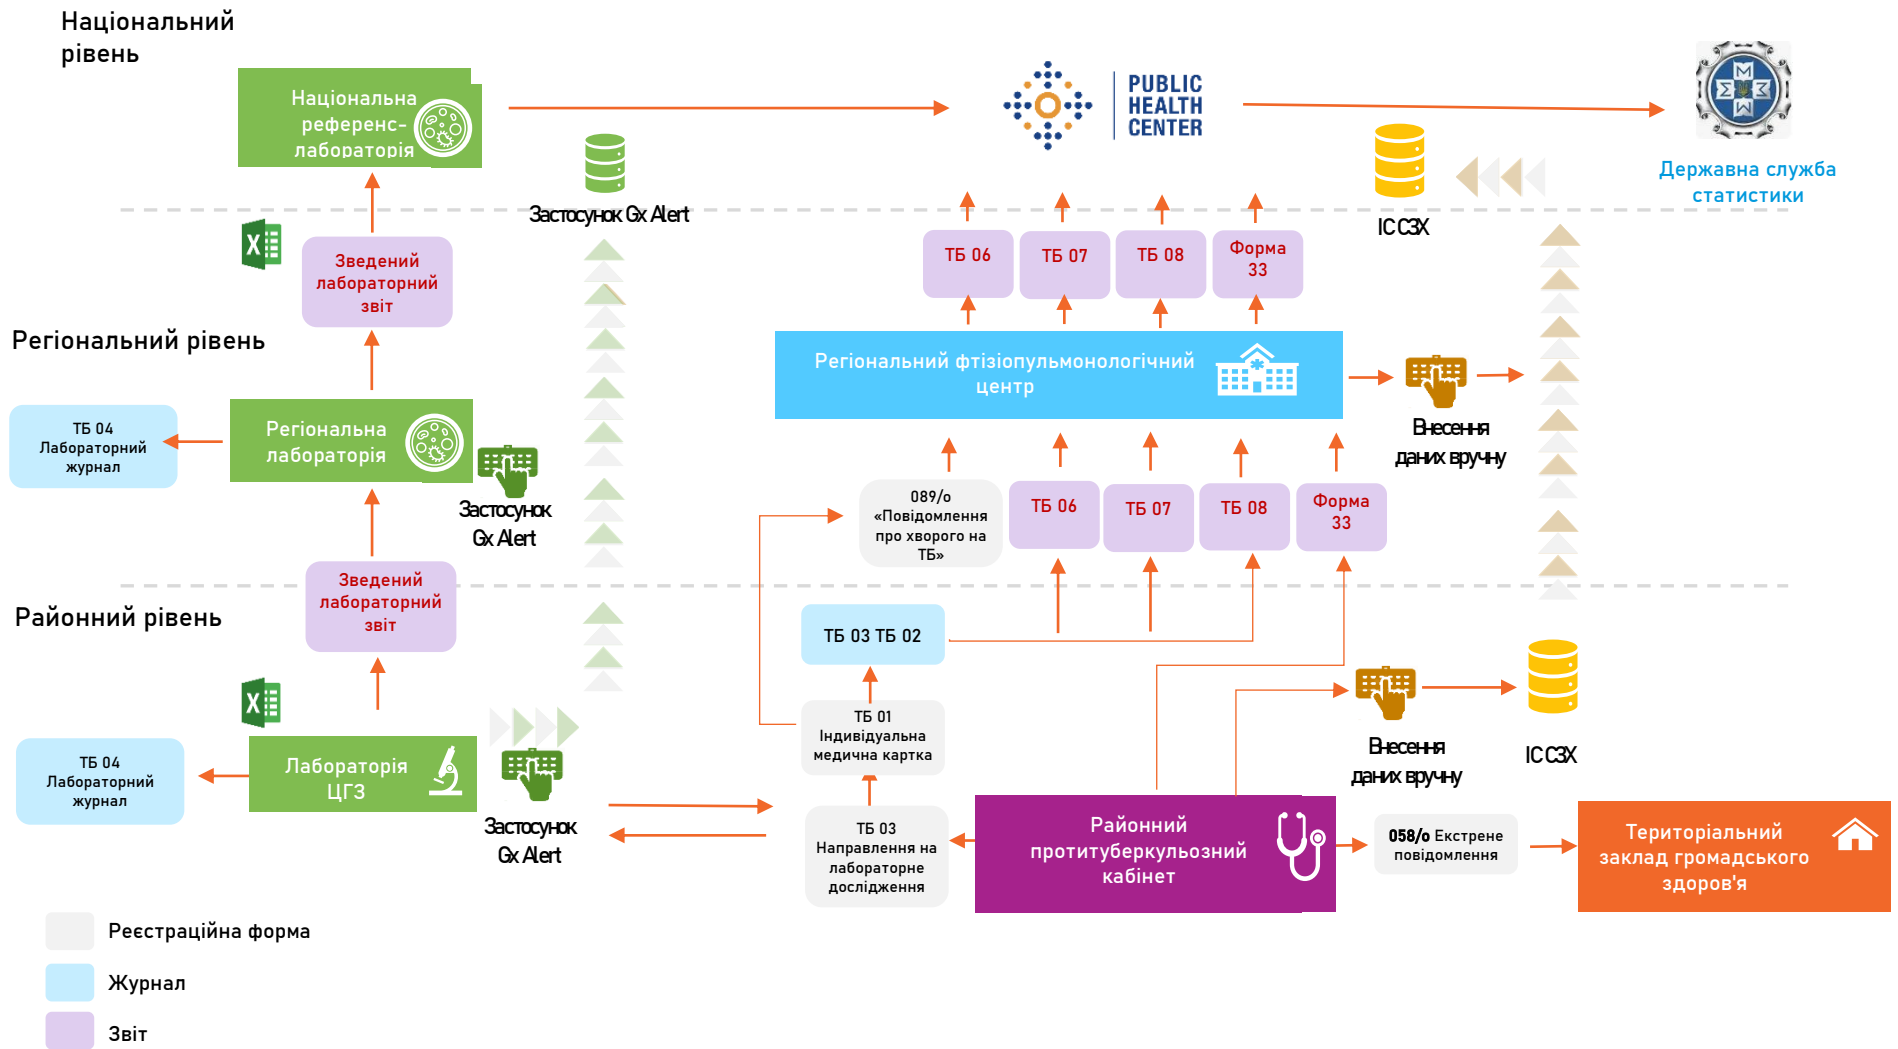 Національний
рівень
Національна
референс-
лабораторія
PUBLIC
HEALTH
CENTER
Державна служба
статистики
Застосунок Gx Alert
ІС СЗХ
Зведений
лабораторний
звіт
ТБ 06
ТБ 07
ТБ 08
Форма
33
Регіональний рівень
Регіональний фтізіопульмонологічний
центр
ТБ 04
Лабораторний
журнал
Регіональна
лабораторія
Застосунок
Gx Alert
Внесення
даних вручну
089/о
«Повідомлення
про хворого на
ТБ»
ТБ 06
ТБ 07
ТБ 08
Форма
33
Зведений
лабораторний
звіт
Районний рівень
ТБ 03 ТБ 02
ТБ 01
Індивідуальна
медична картка
Внесення
даних вручну
ІС СЗХ
ТБ 04
Лабораторний
журнал
Лабораторія
ЦГЗ
Застосунок
Gx Alert
ТБ 03
Направлення на
лабораторне
дослідження
Районний
протитуберкульозний
кабінет
058/о Екстрене
повідомлення
Територіальний
заклад громадського
здоров'я
Реєстраційна форма
Журнал
Звіт